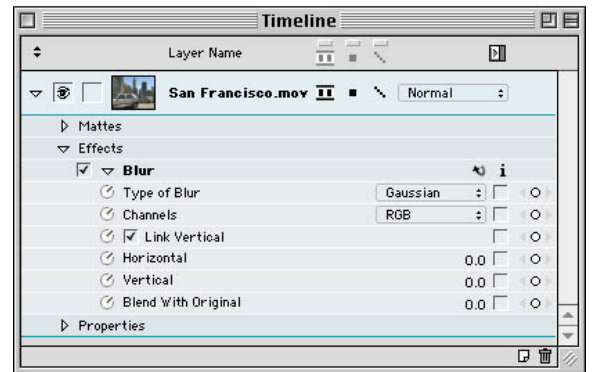 Timeline
Layer Name
San Francisco.mov Normal
Mattes
Effects
Blur i
Type of Blur Gaussian
Channels RGB
Link Vertical
Horizontal 0.0
Vertical 0.0
Blend With Original 0.0
Properties